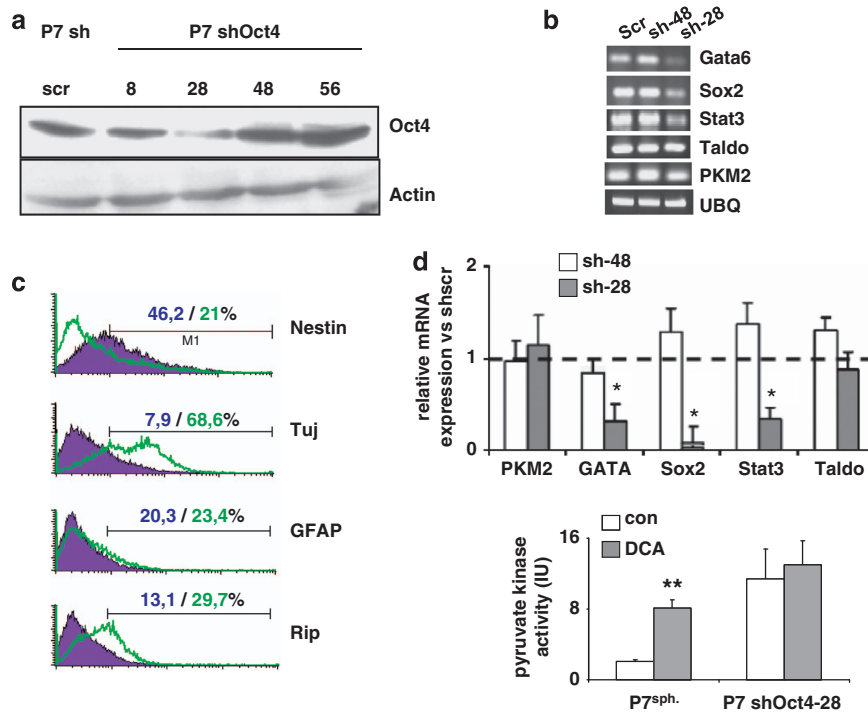 a
P7 sh
P7 shOct4
scr
8
28
48
56
Oct4
Actin
b
Scr
sh-48
sh-28
Gata6
Sox2
Stat3
Taldo
PKM2
UBQ
c
46,2 / 21%
M1
Nestin
7,9 / 68,6%
Tuj
20,3 / 23,4%
GFAP
13,1 / 29,7%
Rip
d
sh-48
sh-28
relative mRNA
expression vs shscr
2
1
0
*
*
*
PKM2
GATA
Sox2
Stat3
Taldo
con
DCA
pyruvate kinase
activity (IU)
16
8
0
**
P7sph.
P7 shOct4-28